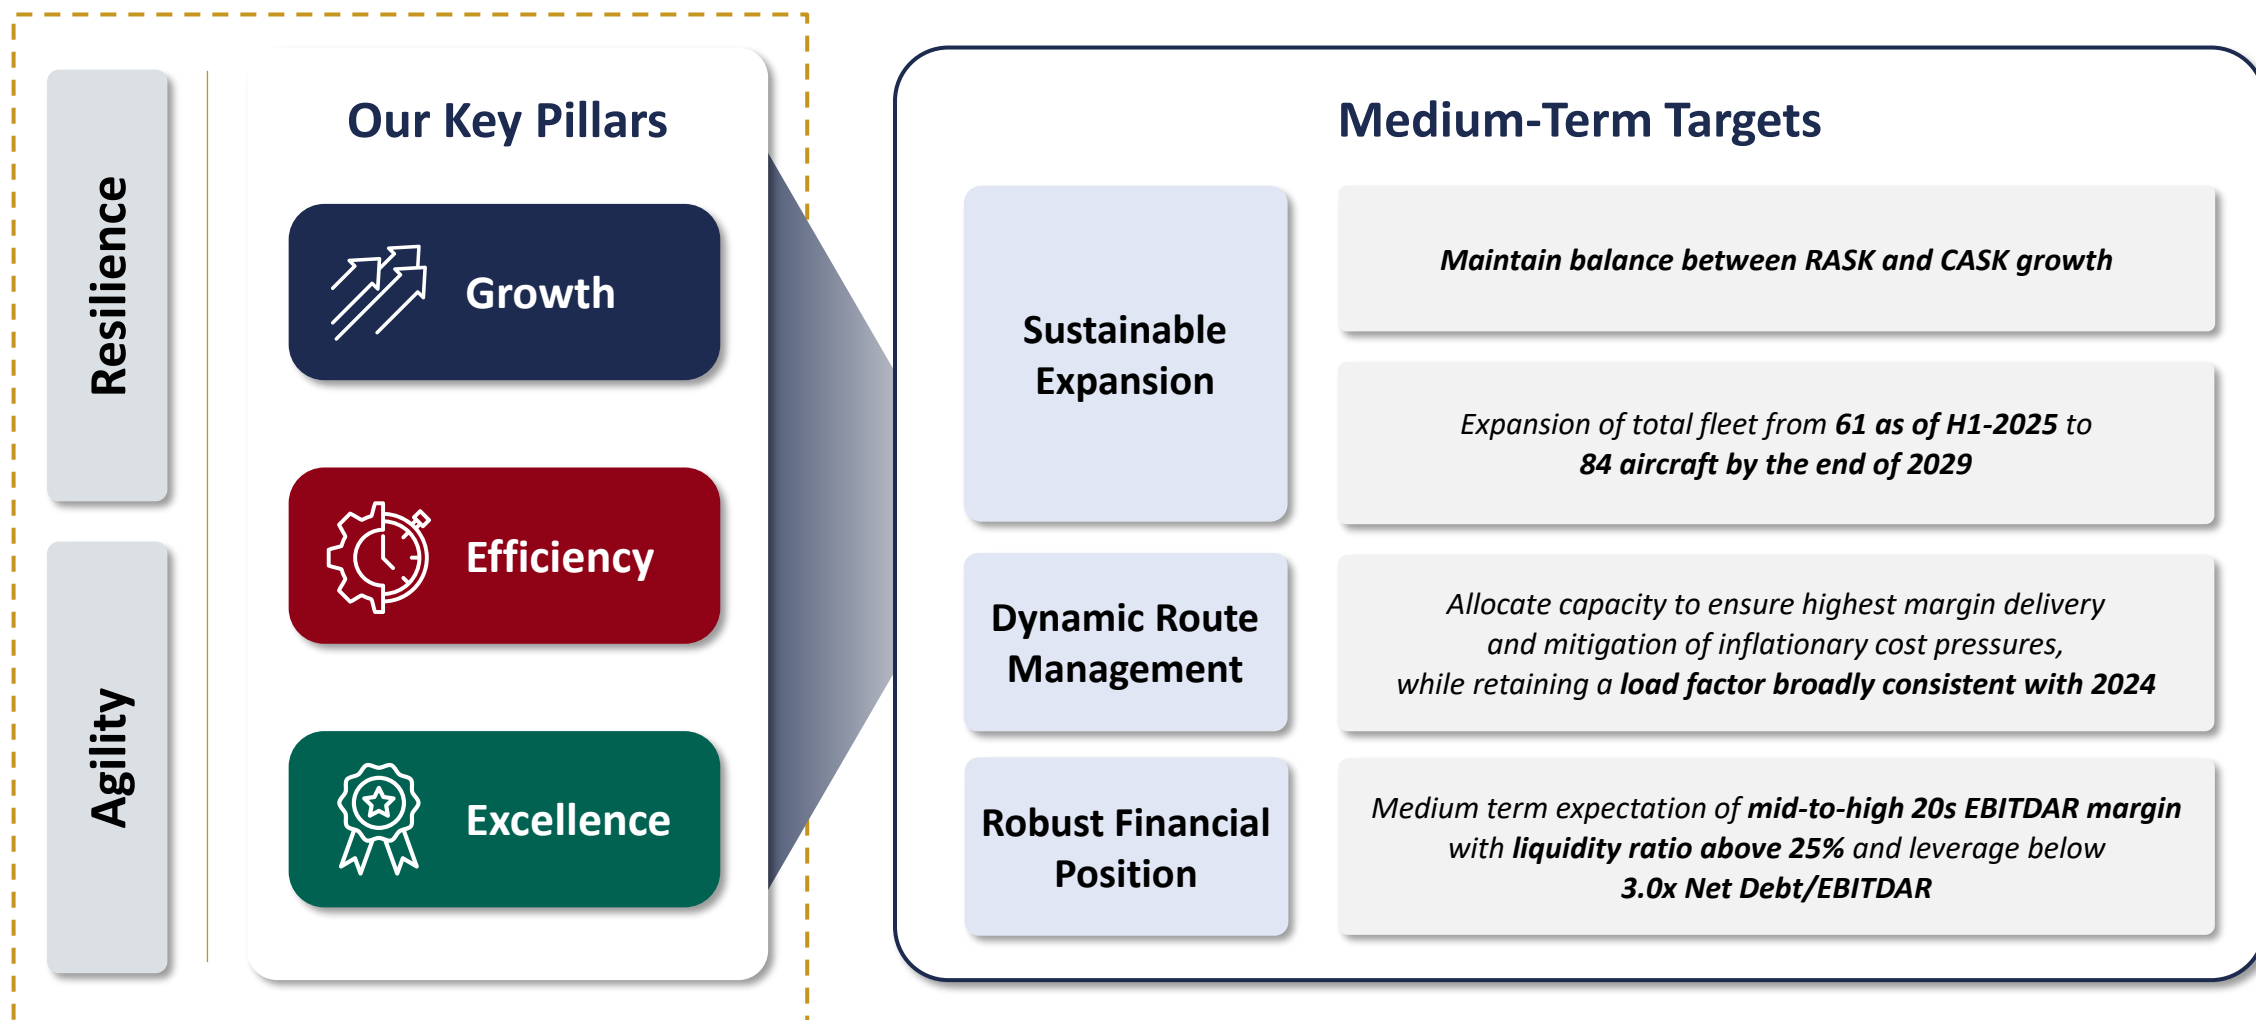 Resilience
Agility
Our Key Pillars
Growth
Efficiency
Excellence
Medium-Term Targets
Sustainable
Expansion
Maintain balance between RASK and CASK growth
Expansion of total fleet from 61 as of H1-2025 to
84 aircraft by the end of 2029
Dynamic Route
Management
Allocate capacity to ensure highest margin delivery
and mitigation of inflationary cost pressures,
while retaining a load factor broadly consistent with 2024
Robust Financial
Position
Medium term expectation of mid-to-high 20s EBITDAR margin
with liquidity ratio above 25% and leverage below
3.0x Net Debt/EBITDAR